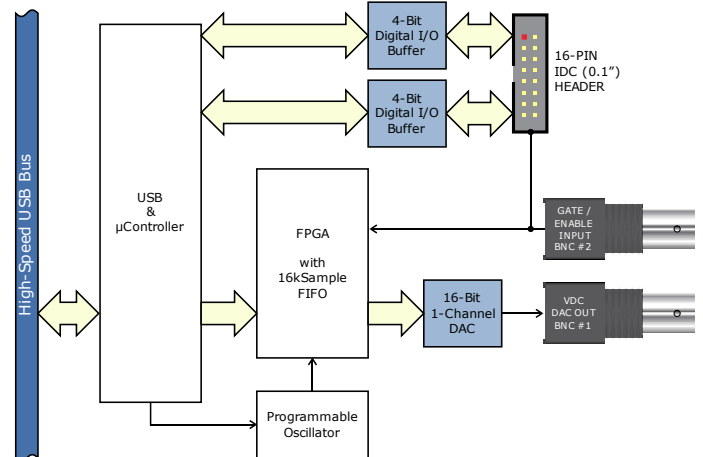 4-Bit
Digital I/O
Buffer
16-PIN
IDC (0.1”)
HEADER
4-Bit
Digital I/O
Buffer
High-Speed USB Bus
USB
&
µController
FPGA
with
16kSample
FIFO
GATE /
ENABLE
INPUT
BNC #2
16-Bit
1-Channel
DAC
VDC
DAC OUT
BNC #1
Programmable
Oscillator